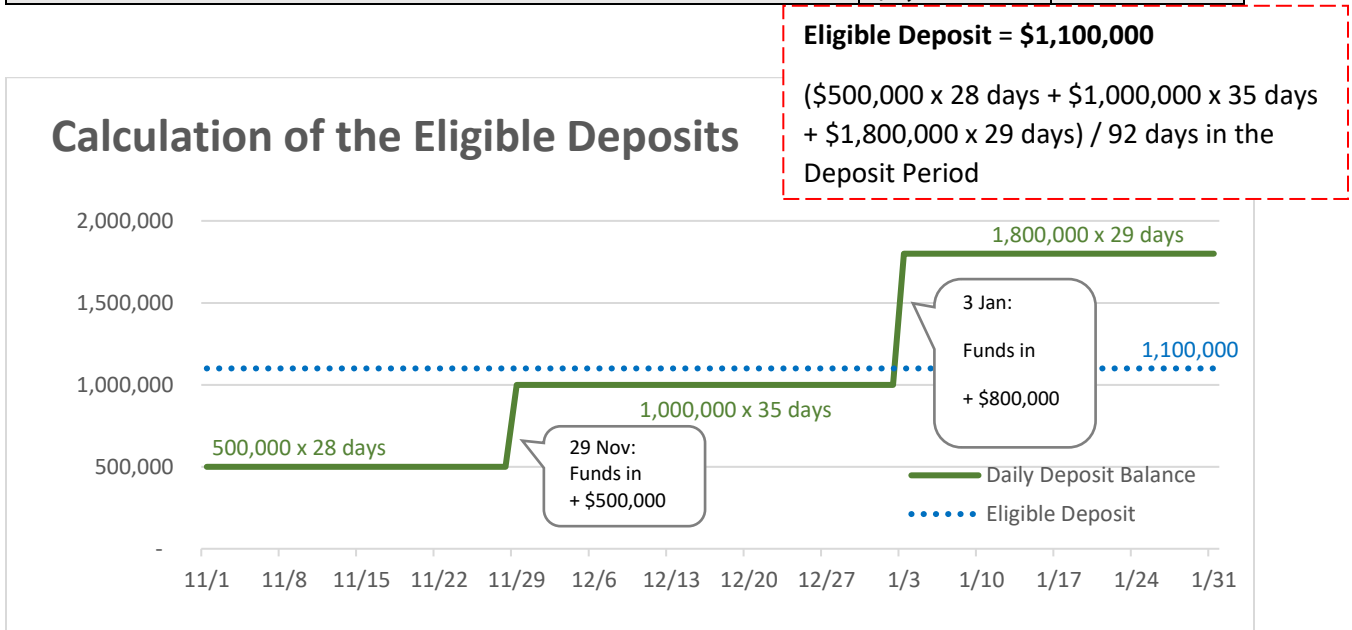 Eligible Deposit = $1,100,000
($500,000 x 28 days + $1,000,000 x 35 days
+ $1,800,000 x 29 days) / 92 days in the
Deposit Period
Calculation of the Eligible Deposits
2,000,000
1,500,000
1,000,000
500,000
-
1,800,000 x 29 days
3 Jan:
Funds in
+ $800,000
1,100,000
1,000,000 x 35 days
500,000 x 28 days
29 Nov:
Funds in
+ $500,000
Daily Deposit Balance
Eligible Deposit
11/1 11/8 11/15 11/22 11/29 12/6 12/13 12/20 12/27 1/3 1/10 1/17 1/24 1/31